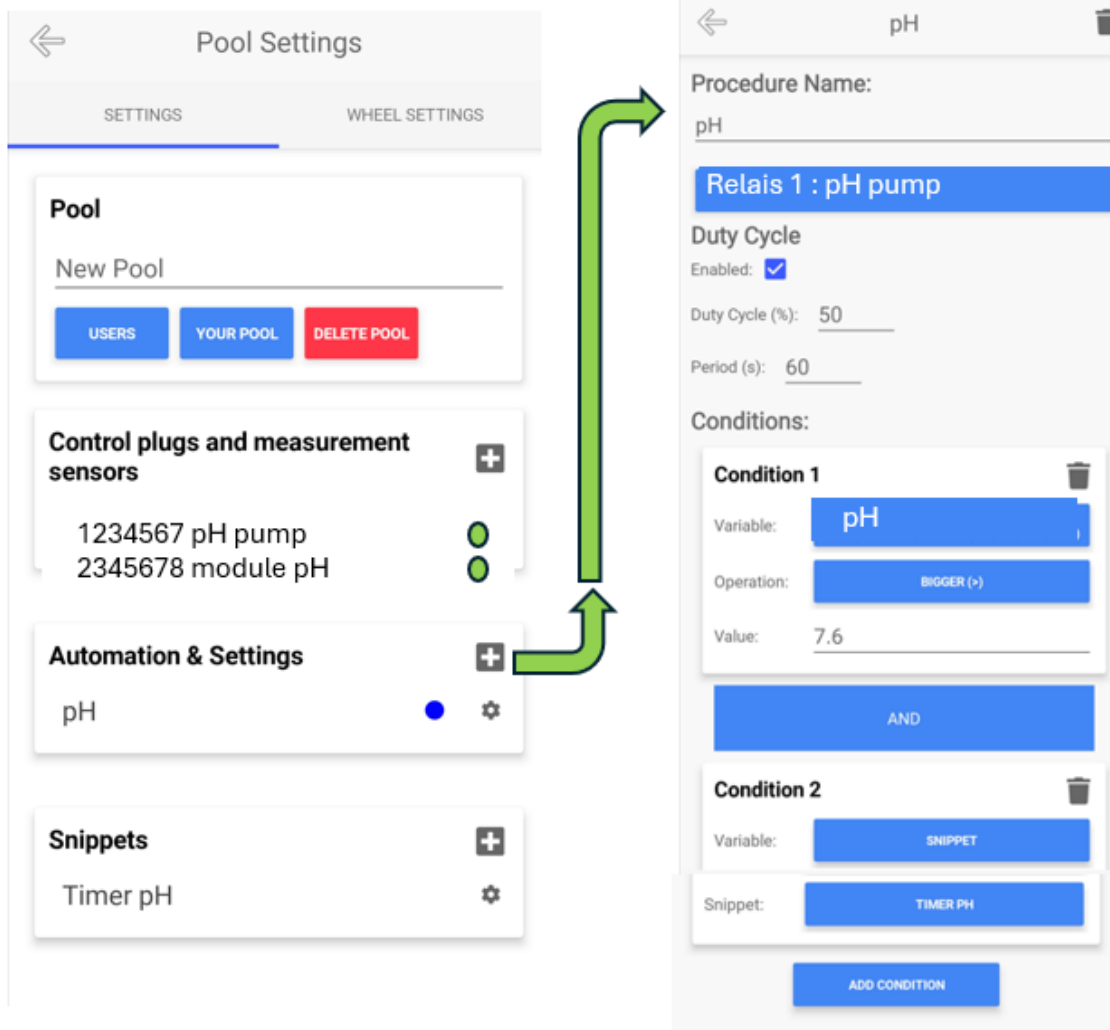 Pool Settings
SETTINGS
WHEEL SETTINGS
Pool
New Pool
USERS
YOUR POOL
DELETE POOL
Control plugs and measurement
sensors
1234567 pH pump
2345678 module pH
Automation & Settings
pH
Snippets
Timer pH
pH
Procedure Name:
pH
Relais 1 : pH pump
Duty Cycle
Enabled:
Duty Cycle (%): 50
Period (s): 60
Conditions:
Condition 1
Variable: pH
Operation: BIGGER (>)
Value: 7.6
AND
Condition 2
Variable: SNIPPET
Snippet: TIMER PH
ADD CONDITION